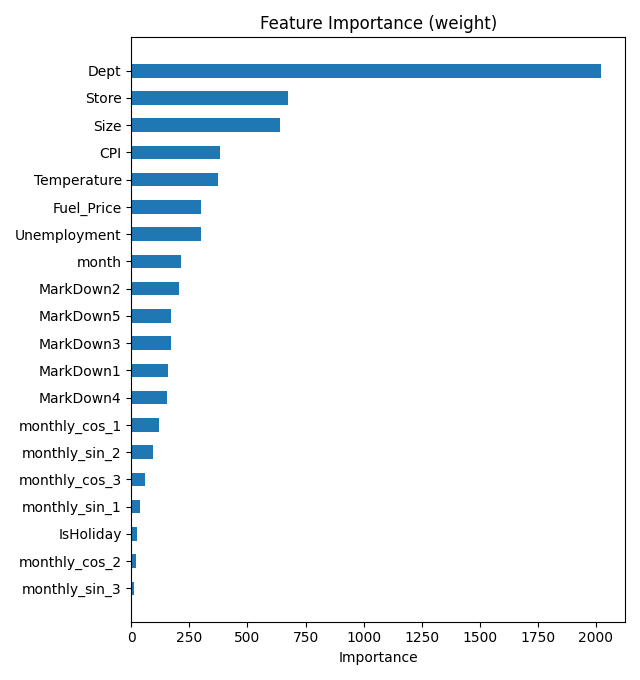 Feature Importance (weight)
Dept
Store
Size
CPI
Temperature
Fuel_Price
Unemployment
month
MarkDown2
MarkDown5
MarkDown3
MarkDown1
MarkDown4
monthly_cos_1
monthly_sin_2
monthly_cos_3
monthly_sin_1
IsHoliday
monthly_cos_2
monthly_sin_3
0 250 500 750 1000 1250 1500 1750 2000
Importance